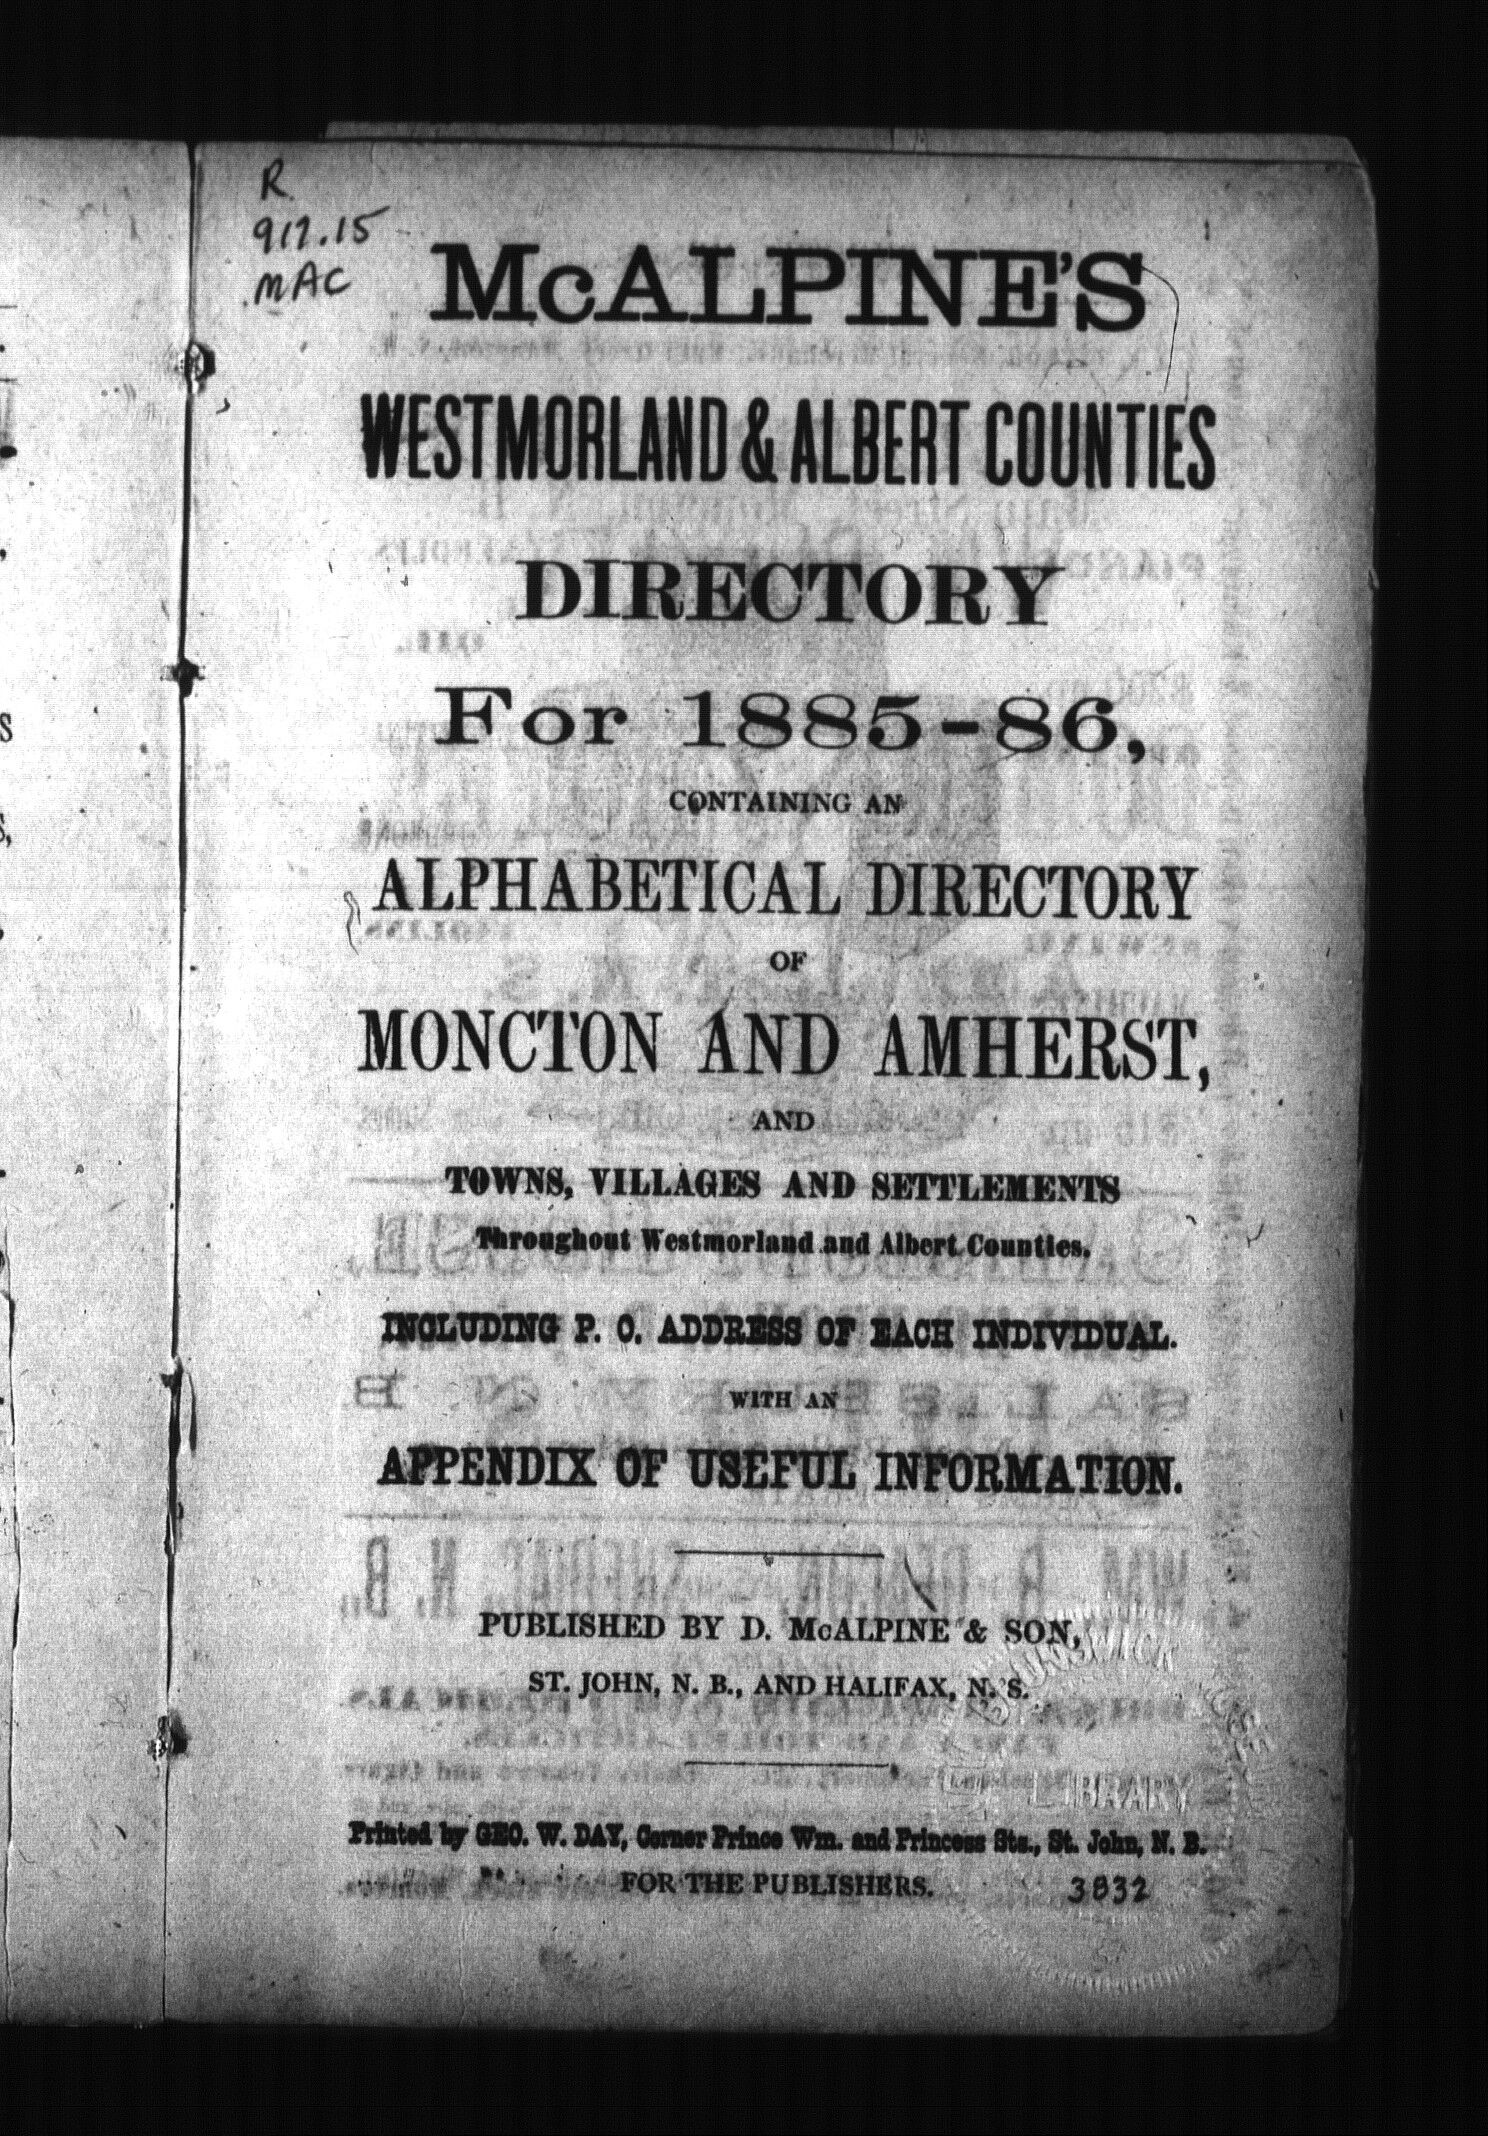 R
917.15
MAC
McALPINE'S
WESTMORLAND & ALBERT COUNTIES
DIRECTORY
For 1885-86,
CONTAINING AN
ALPHABETICAL DIRECTORY
OF
MONCTON AND AMHERST,
AND
TOWNS, VILLAGES AND SETTLEMENTS
Throughout Westmorland and Albert Counties.
INCLUDING P. O. ADDRESS OF EACH INDIVIDUAL.
WITH AN
APPENDIX OF USEFUL INFORMATION.
PUBLISHED BY D. McALPINE & SON,
ST. JOHN, N. B., AND HALIFAX, N. S.
BRUNSWICK
LIBRARY
Printed by GEO. W. DAY, Corner Prince Wm. and Princess Sts., St. John, N. B.
FOR THE PUBLISHERS.
3832